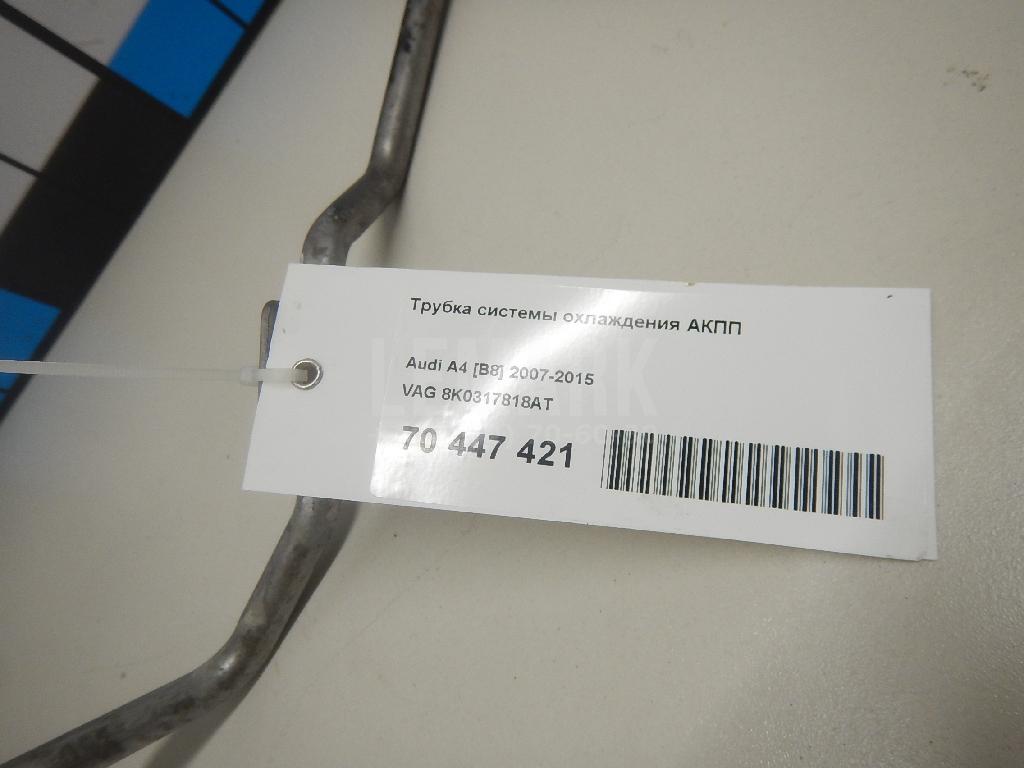 Трубка системы охлаждения АКПП
Audi A4 [B8] 2007-2015
VAG 8K0317818AT
70 447 421